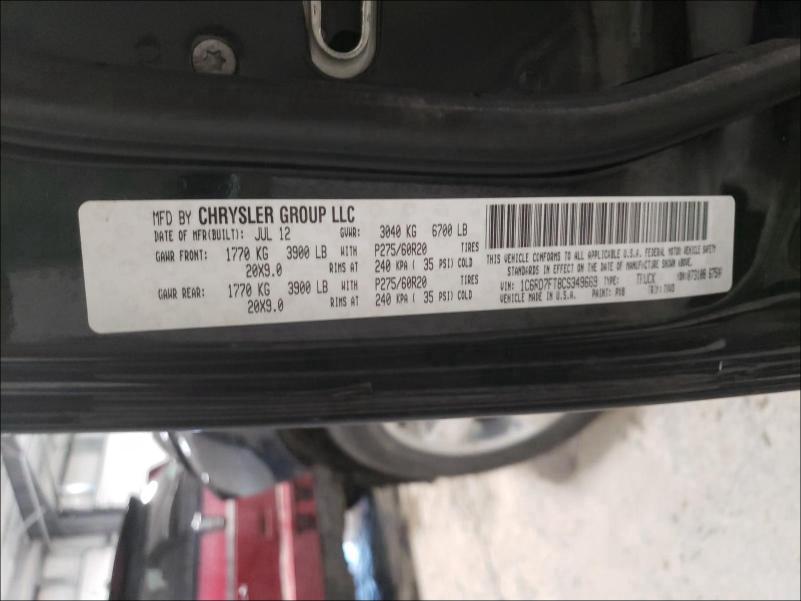 MFD BY CHRYSLER GROUP LLC
DATE OF MFR(BUILT): JUL 12 GVWR: 3040 KG 6700 LB
GAWR FRONT: 1770 KG 3900 LB WITH P275/60R20 TIRES
20X9.0 RIMS AT 240 KPA ( 35 PSI) COLD
GAWR REAR: 1770 KG 3900 LB WITH P275/60R20 TIRES
20X9.0 RIMS AT 240 KPA ( 35 PSI) COLD
THIS VEHICLE CONFORMS TO ALL APPLICABLE U.S.A. FEDERAL MOTOR VEHICLE SAFETY
STANDARDS IN EFFECT ON THE DATE OF MANUFACTURE SHOWN ABOVE.
VIN: 1C6RD7FT8CS349669 TYPE: TRUCK
VEHICLE MADE IN U.S.A. PAINT: